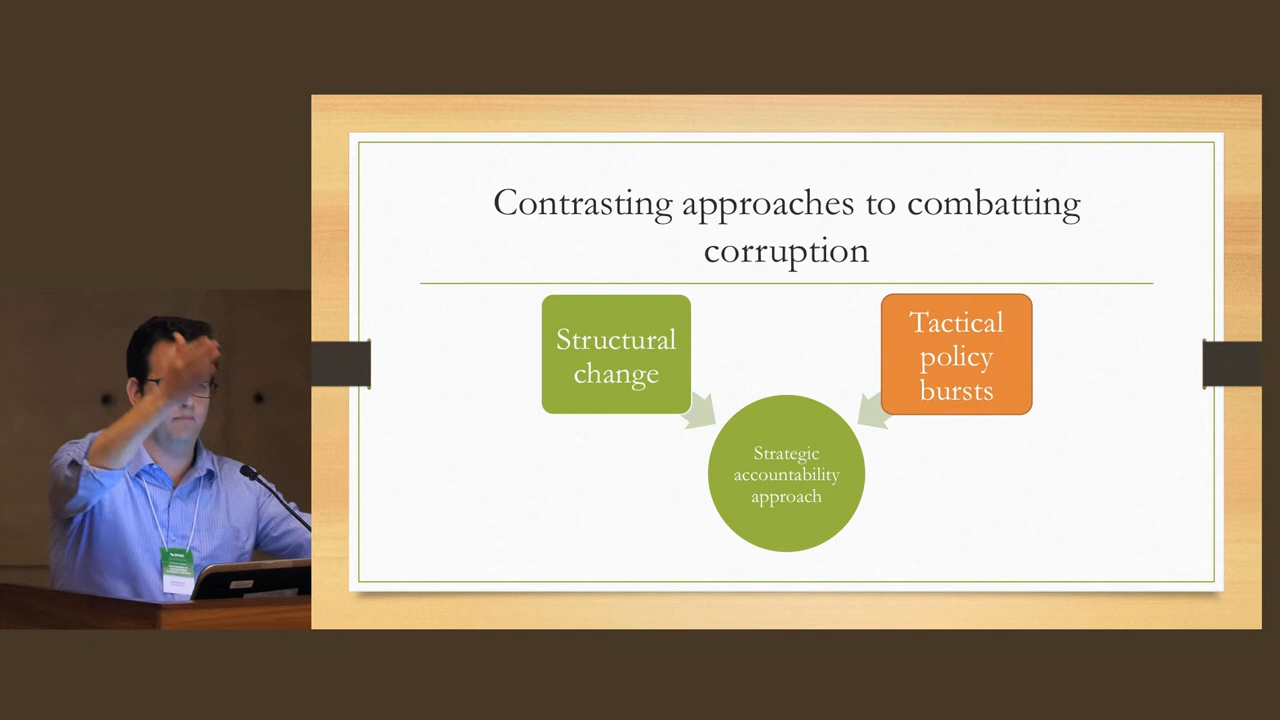 Contrasting approaches to combatting
corruption
Structural
change
Tactical
policy
bursts
Strategic
accountability
approach